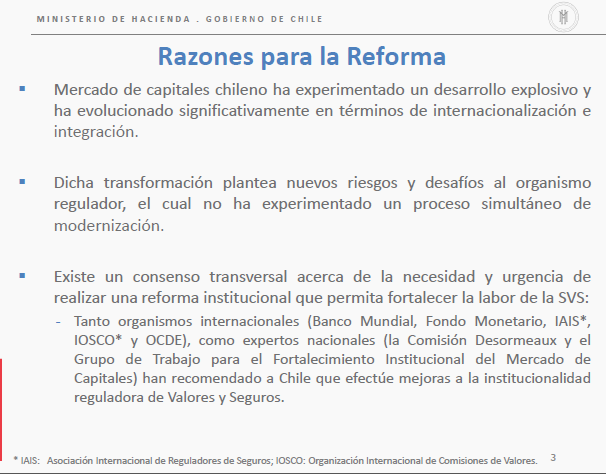 MINISTERIO DE HACIENDA . GOBIERNO DE CHILE
Razones para la Reforma
▪ Mercado de capitales chileno ha experimentado un desarrollo explosivo y
ha evolucionado significativamente en términos de internacionalización e
integración.
▪ Dicha transformación plantea nuevos riesgos y desafíos al organismo
regulador, el cual no ha experimentado un proceso simultáneo de
modernización.
▪ Existe un consenso transversal acerca de la necesidad y urgencia de
realizar una reforma institucional que permita fortalecer la labor de la SVS:
- Tanto organismos internacionales (Banco Mundial, Fondo Monetario, IAIS*,
IOSCO* y OCDE), como expertos nacionales (la Comisión Desormeaux y el
Grupo de Trabajo para el Fortalecimiento Institucional del Mercado de
Capitales) han recomendado a Chile que efectúe mejoras a la institucionalidad
reguladora de Valores y Seguros.
* IAIS: Asociación Internacional de Reguladores de Seguros; IOSCO: Organización Internacional de Comisiones de Valores. 3